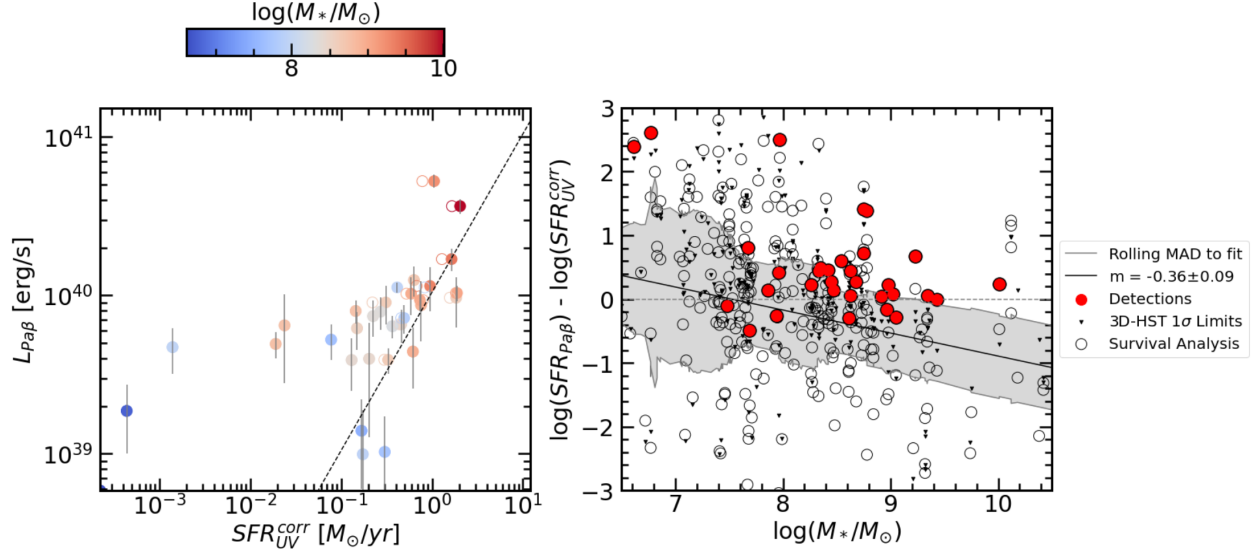 log(M*/M⊙)
8
10
10^41
10^40
10^39
L_Paβ [erg/s]
10^-3
10^-2
10^-1
10^0
10^1
SFR_UV^corr [M⊙/yr]
3
2
1
0
−1
−2
−3
log(SFR_Paβ) - log(SFR_UV^corr)
7
8
9
10
log(M*/M⊙)
Rolling MAD to fit
m = -0.36±0.09
Detections
3D-HST 1σ Limits
Survival Analysis